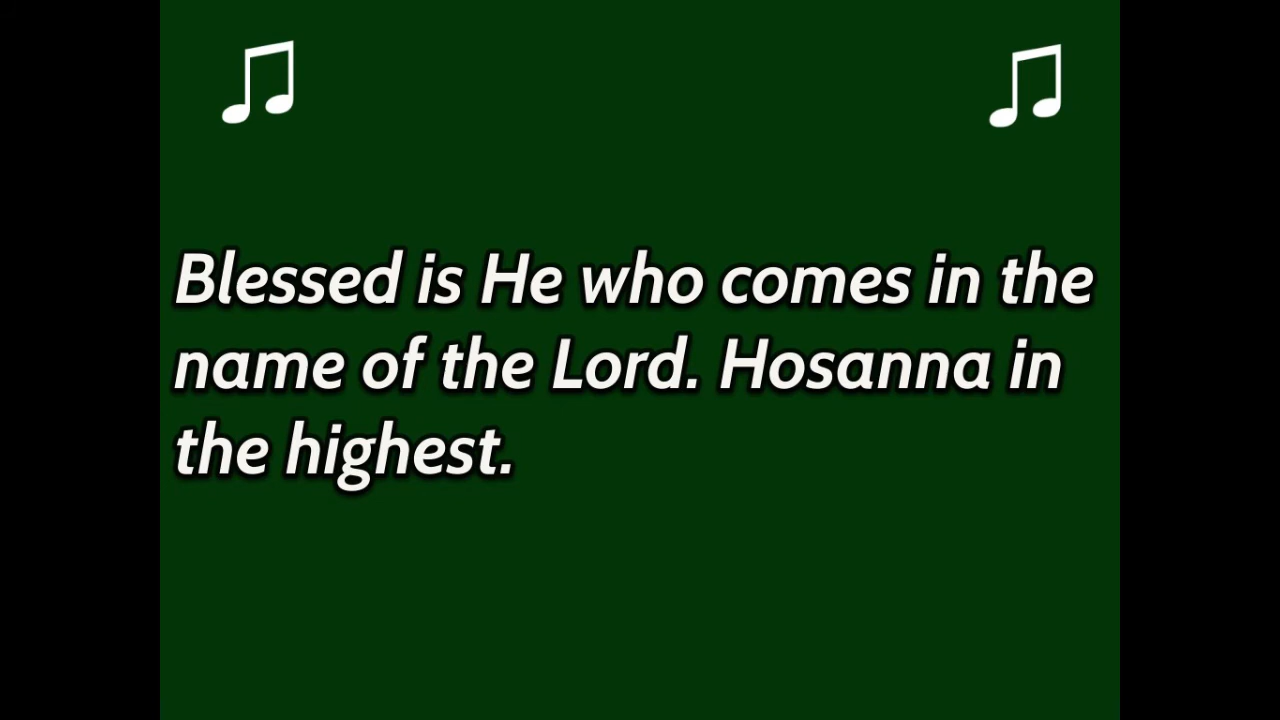 Blessed is He who comes in the
name of the Lord. Hosanna in
the highest.